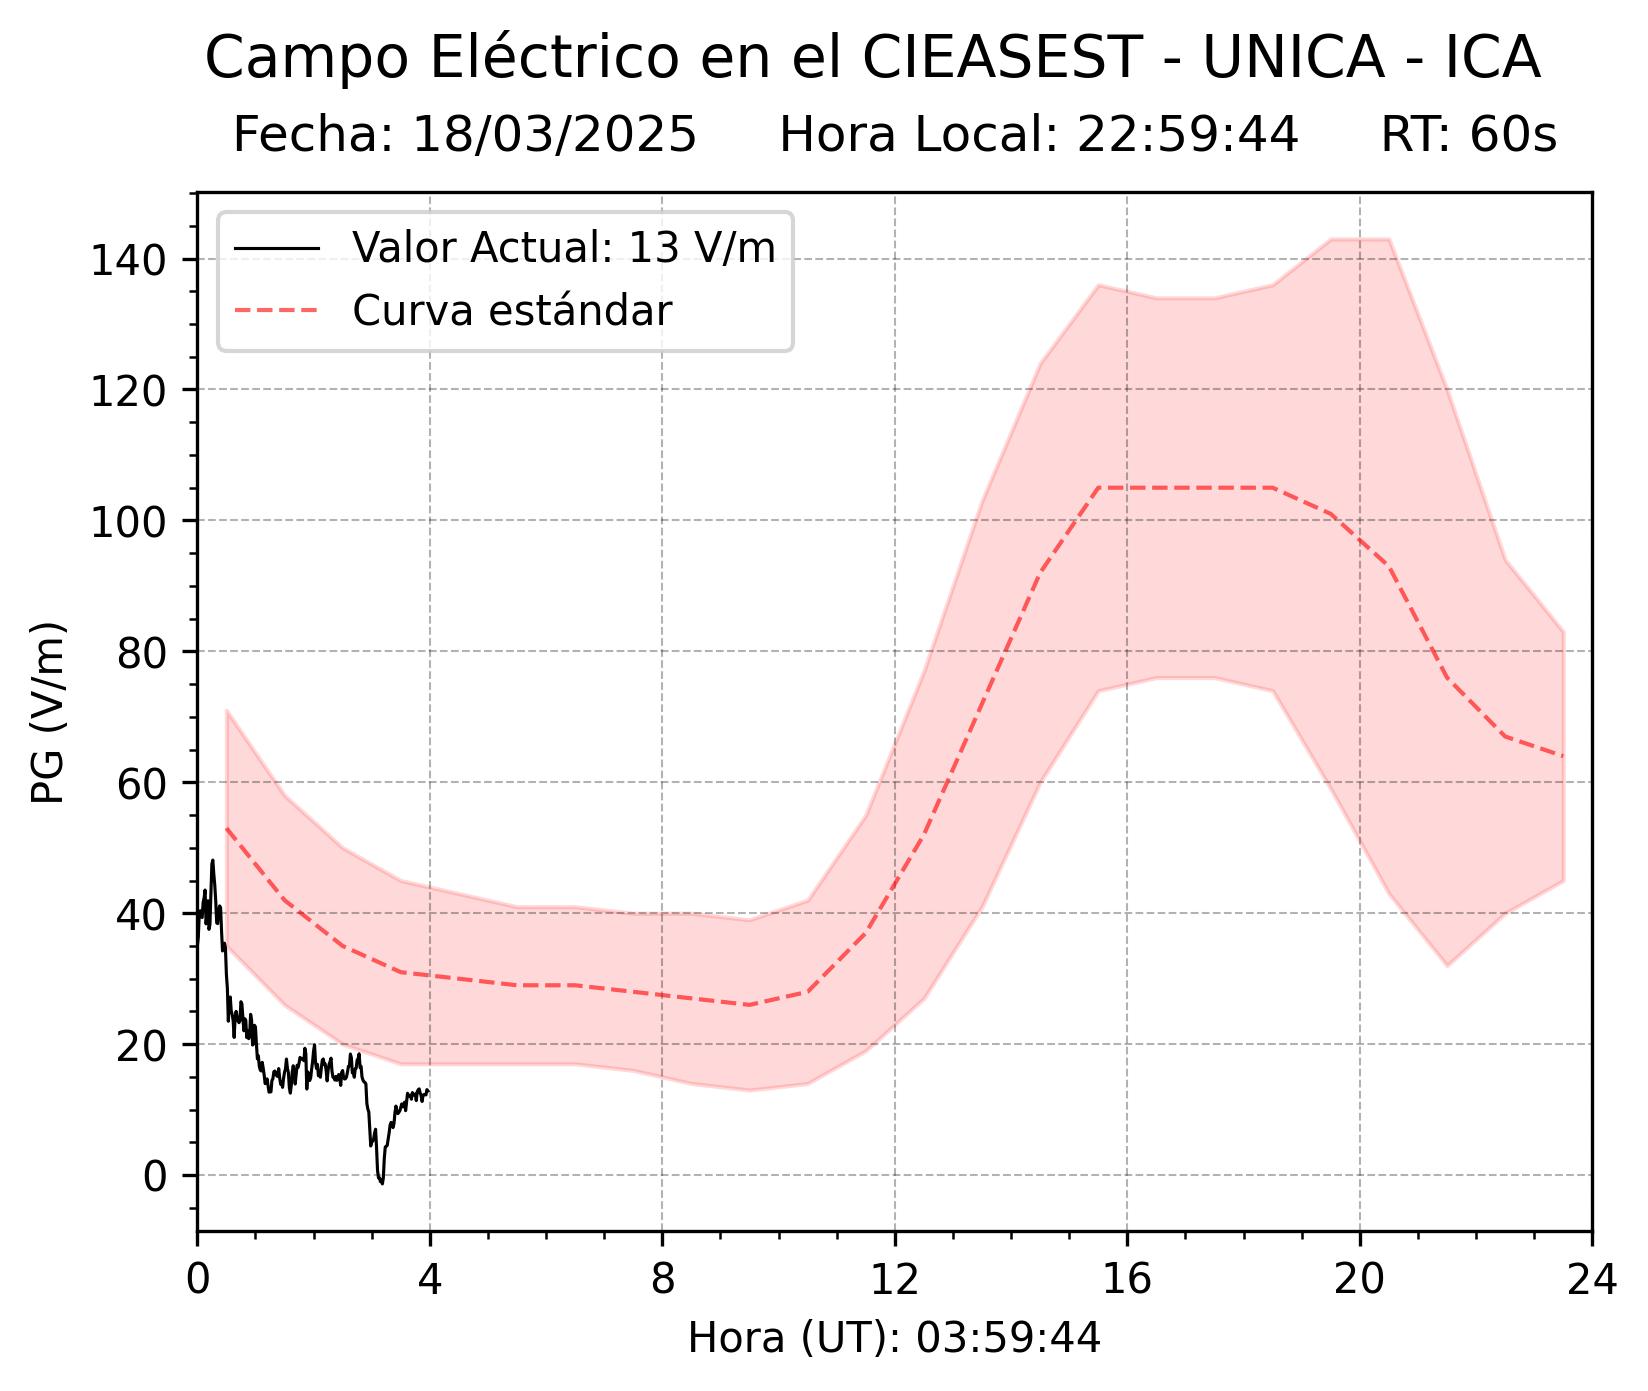 Campo Eléctrico en el CIEASEST - UNICA - ICA
Fecha: 18/03/2025 Hora Local: 22:59:44 RT: 60s
Valor Actual: 13 V/m
Curva estándar
PG (V/m)
140
120
100
80
60
40
20
0
0 4 8 12 16 20 24
Hora (UT): 03:59:44